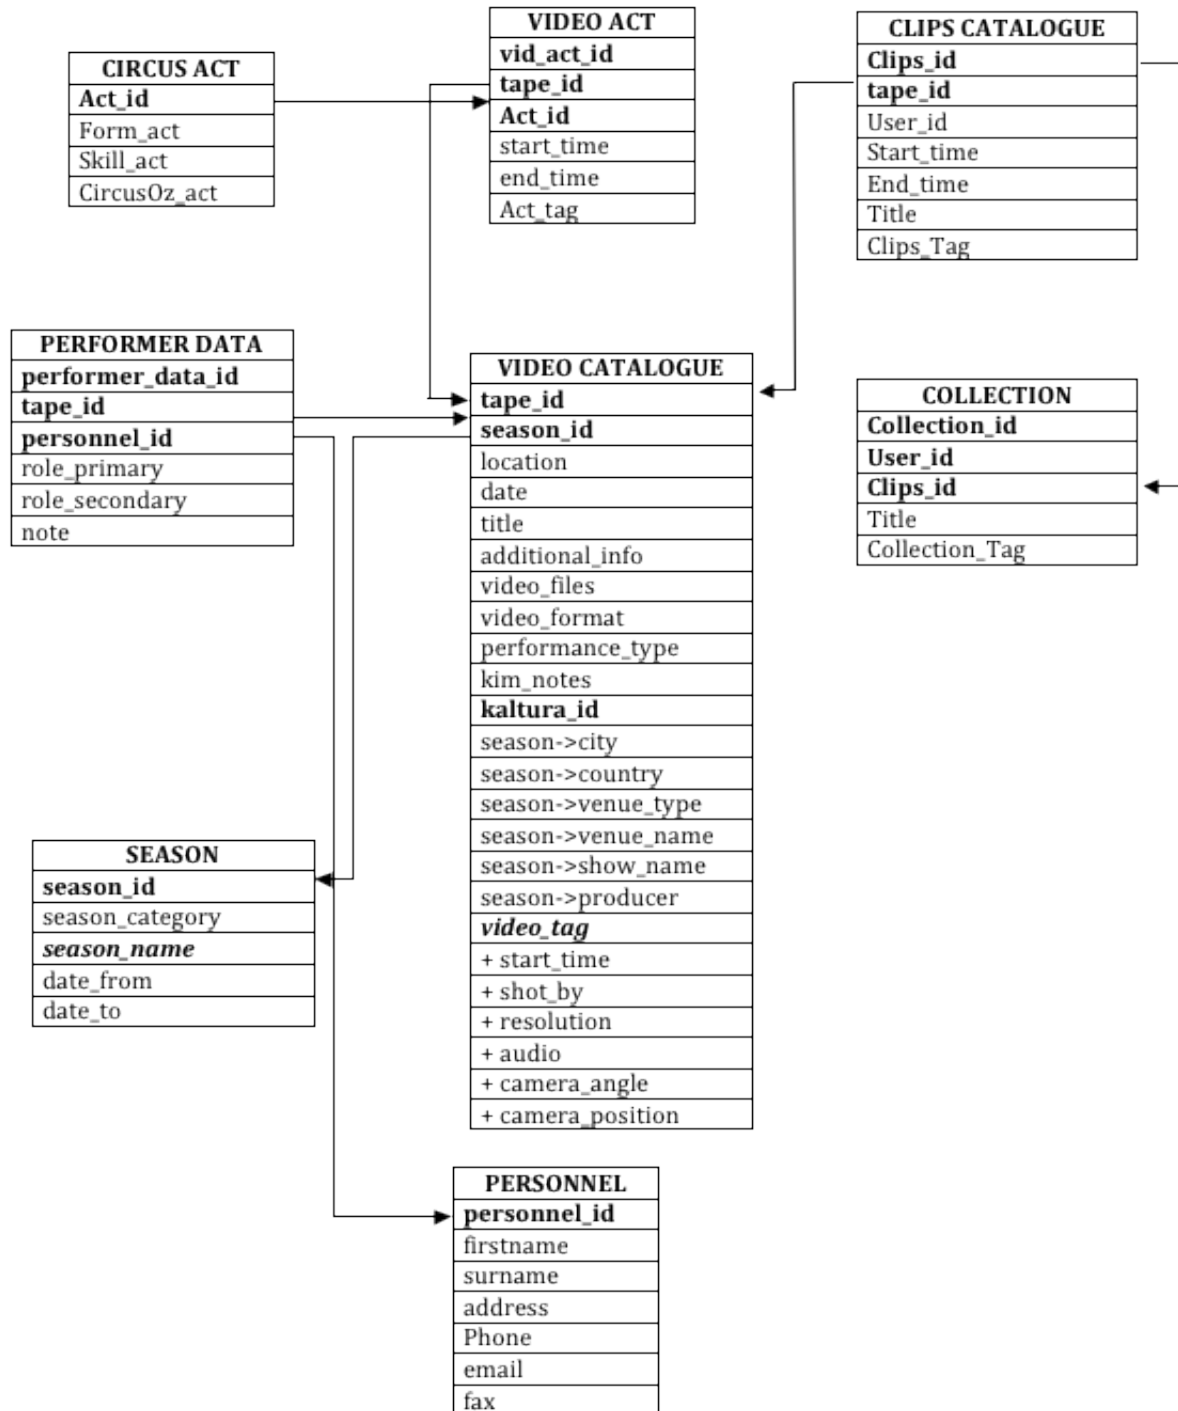 CIRCUS ACT
Act_id
Form_act
Skill_act
CircusOz_act
VIDEO ACT
vid_act_id
tape_id
Act_id
start_time
end_time
Act_tag
CLIPS CATALOGUE
Clips_id
tape_id
User_id
Start_time
End_time
Title
Clips_Tag
PERFORMER DATA
performer_data_id
tape_id
personnel_id
role_primary
role_secondary
note
VIDEO CATALOGUE
tape_id
season_id
location
date
title
additional_info
video_files
video_format
performance_type
kim_notes
kaltura_id
season->city
season->country
season->venue_type
season->venue_name
season->show_name
season->producer
video_tag
+ start_time
+ shot_by
+ resolution
+ audio
+ camera_angle
+ camera_position
COLLECTION
Collection_id
User_id
Clips_id
Title
Collection_Tag
SEASON
season_id
season_category
season_name
date_from
date_to
PERSONNEL
personnel_id
firstname
surname
address
Phone
email
fax